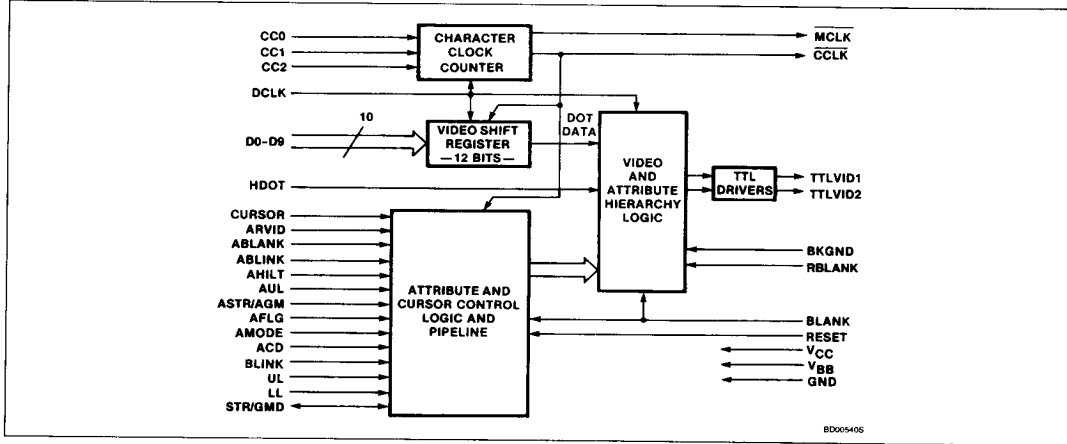 CC0
CC1
CC2
DCLK
CHARACTER
CLOCK
COUNTER
MCLK
CCLK
10
D0-D9
VIDEO SHIFT
REGISTER
—12 BITS—
DOT
DATA
HDOT
VIDEO
AND
ATTRIBUTE
HIERARCHY
LOGIC
TTL
DRIVERS
TTLVID1
TTLVID2
BKGND
RBLANK
CURSOR
ARVID
ABLANK
ABLINK
AHILT
AUL
ASTR/AGM
AFLG
AMODE
ACD
BLINK
UL
LL
STR/GMD
ATTRIBUTE AND
CURSOR CONTROL
LOGIC AND
PIPELINE
BLANK
RESET
VCC
VBB
GND
BD00540S